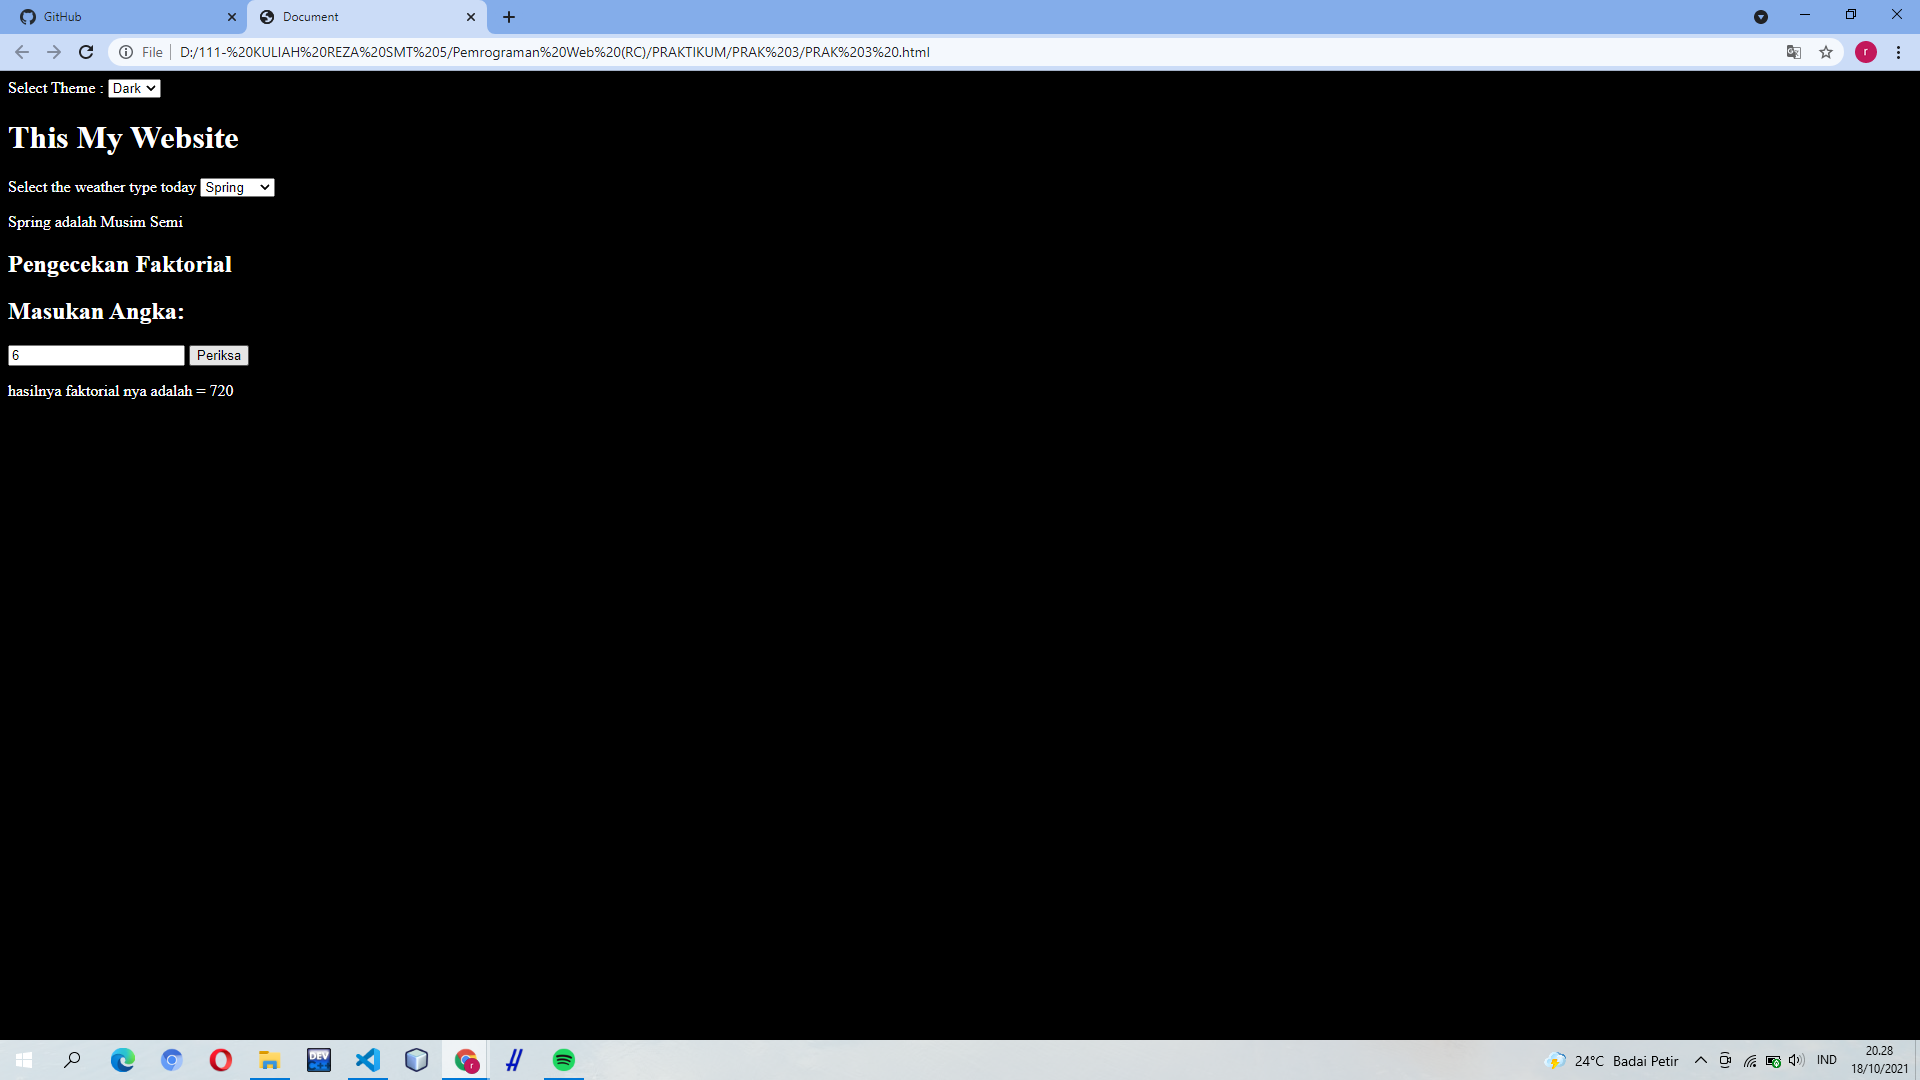 GitHub
Document
File
D:/111-%20KULIAH%20REZA%20SMT%205/Pemrograman%20Web%20(RC)/PRAKTIKUM/PRAK%203/PRAK%203%20.html
r
Select Theme : Dark
This My Website
Select the weather type today Spring
Spring adalah Musim Semi
Pengecekan Faktorial
Masukan Angka:
6 Periksa
hasilnya faktorial nya adalah = 720
DEV
r
24°C Badai Petir
IND
20.28
18/10/2021